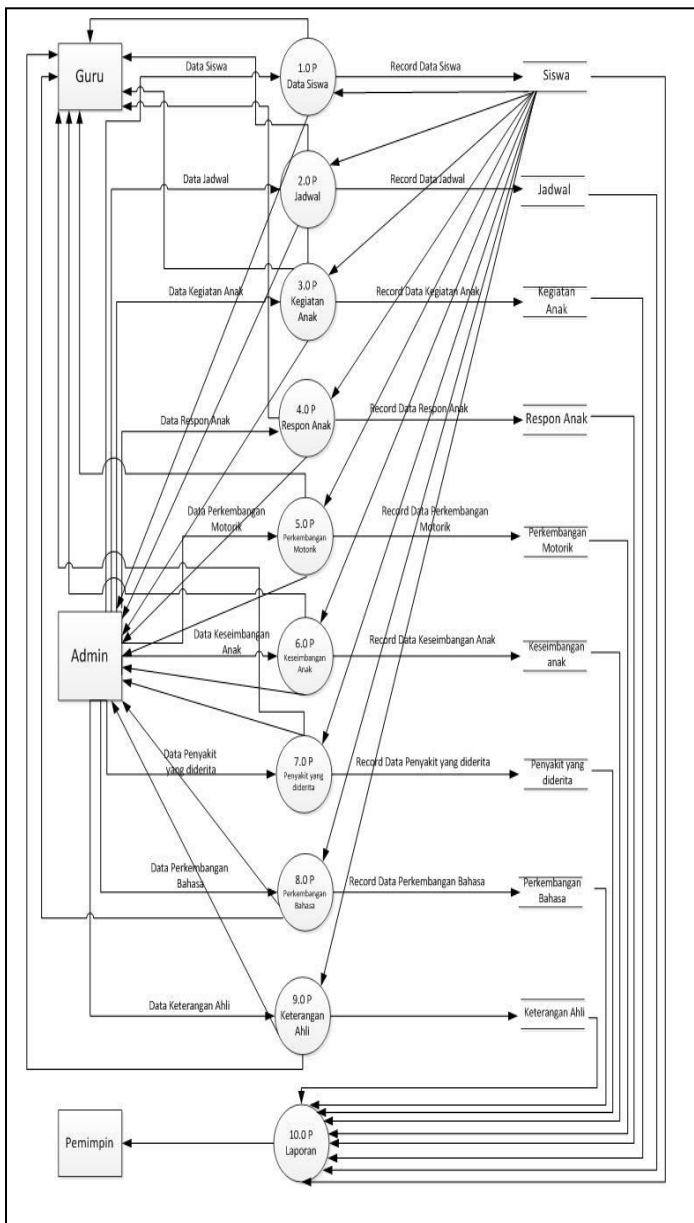 Guru
Data Siswa
1.0 P
Data Siswa
Record Data Siswa
Siswa
Data Jadwal
2.0 P
Jadwal
Record Data Jadwal
Jadwal
Data Kegiatan Anak
3.0 P
Kegiatan
Anak
Record Data Kegiatan Anak
Kegiatan
Anak
Data Respon Anak
4.0 P
Respon Anak
Record Data Respon Anak
Respon Anak
Data Perkembangan
Motorik
5.0 P
Perkembangan
Motorik
Record Data Perkembangan
Motorik
Perkembangan
Motorik
Admin
Data Keseimbangan
Anak
6.0 P
Keseimbangan
Anak
Record Data Keseimbangan Anak
Keseimbangan
anak
Data Penyakit
yang diderita
7.0 P
Penyakit yang
diderita
Record Data Penyakit yang diderita
Penyakit yang
diderita
Data Perkembangan
Bahasa
8.0 P
Perkembangan
Bahasa
Record Data Perkembangan Bahasa
Perkembangan
Bahasa
Data Keterangan Ahli
9.0 P
Keterangan
Ahli
Keterangan Ahli
Pemimpin
10.0 P
Laporan